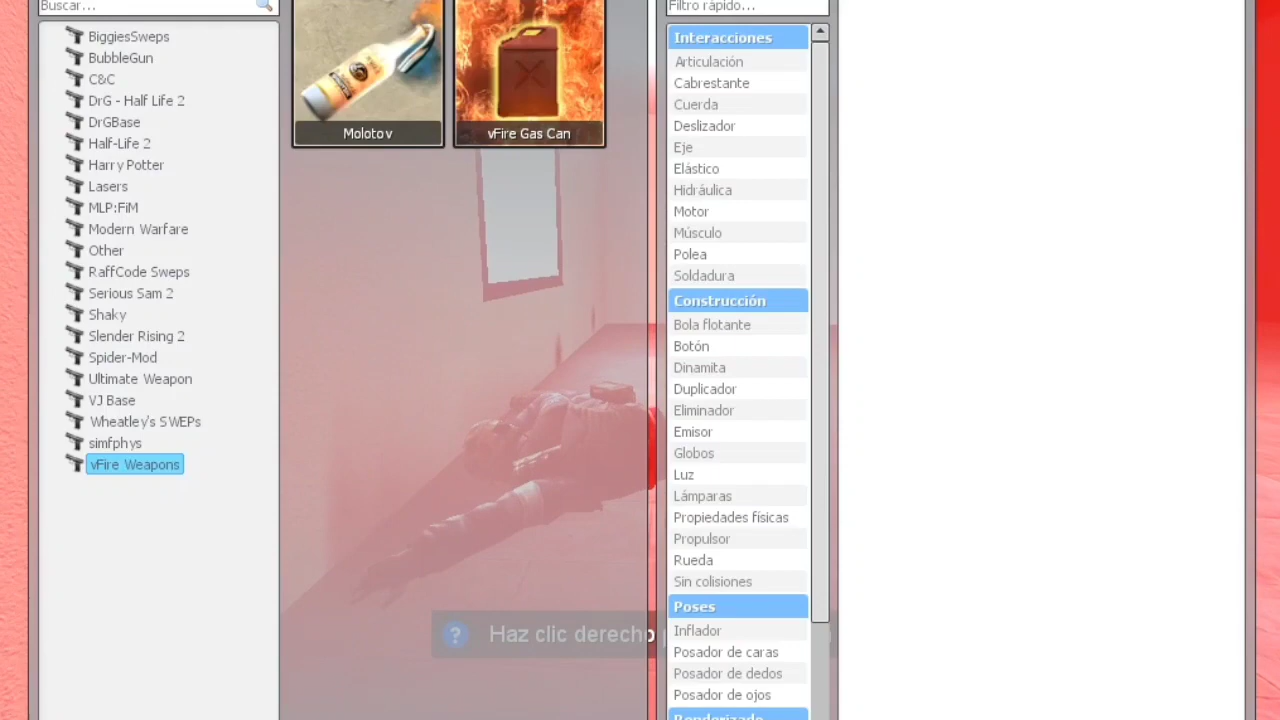 Buscar...
BiggiesSweps
BubbleGun
C&C
DrG - Half Life 2
DrGBase
Half-Life 2
Harry Potter
Lasers
MLP:FiM
Modern Warfare
Other
RaffCode Sweps
Serious Sam 2
Shaky
Slender Rising 2
Spider-Mod
Ultimate Weapon
VJ Base
Wheatley's SWEPs
simfphys
vFire Weapons
Molotov
vFire Gas Can
Haz clic derecho
Filtro rápido...
Interacciones
Articulación
Cabrestante
Cuerda
Deslizador
Eje
Elástico
Hidráulica
Motor
Músculo
Polea
Soldadura
Construcción
Bola flotante
Botón
Dinamita
Duplicador
Eliminador
Emisor
Globos
Luz
Lámparas
Propiedades físicas
Propulsor
Rueda
Sin colisiones
Poses
Inflador
Posador de caras
Posador de dedos
Posador de ojos
Renderizado